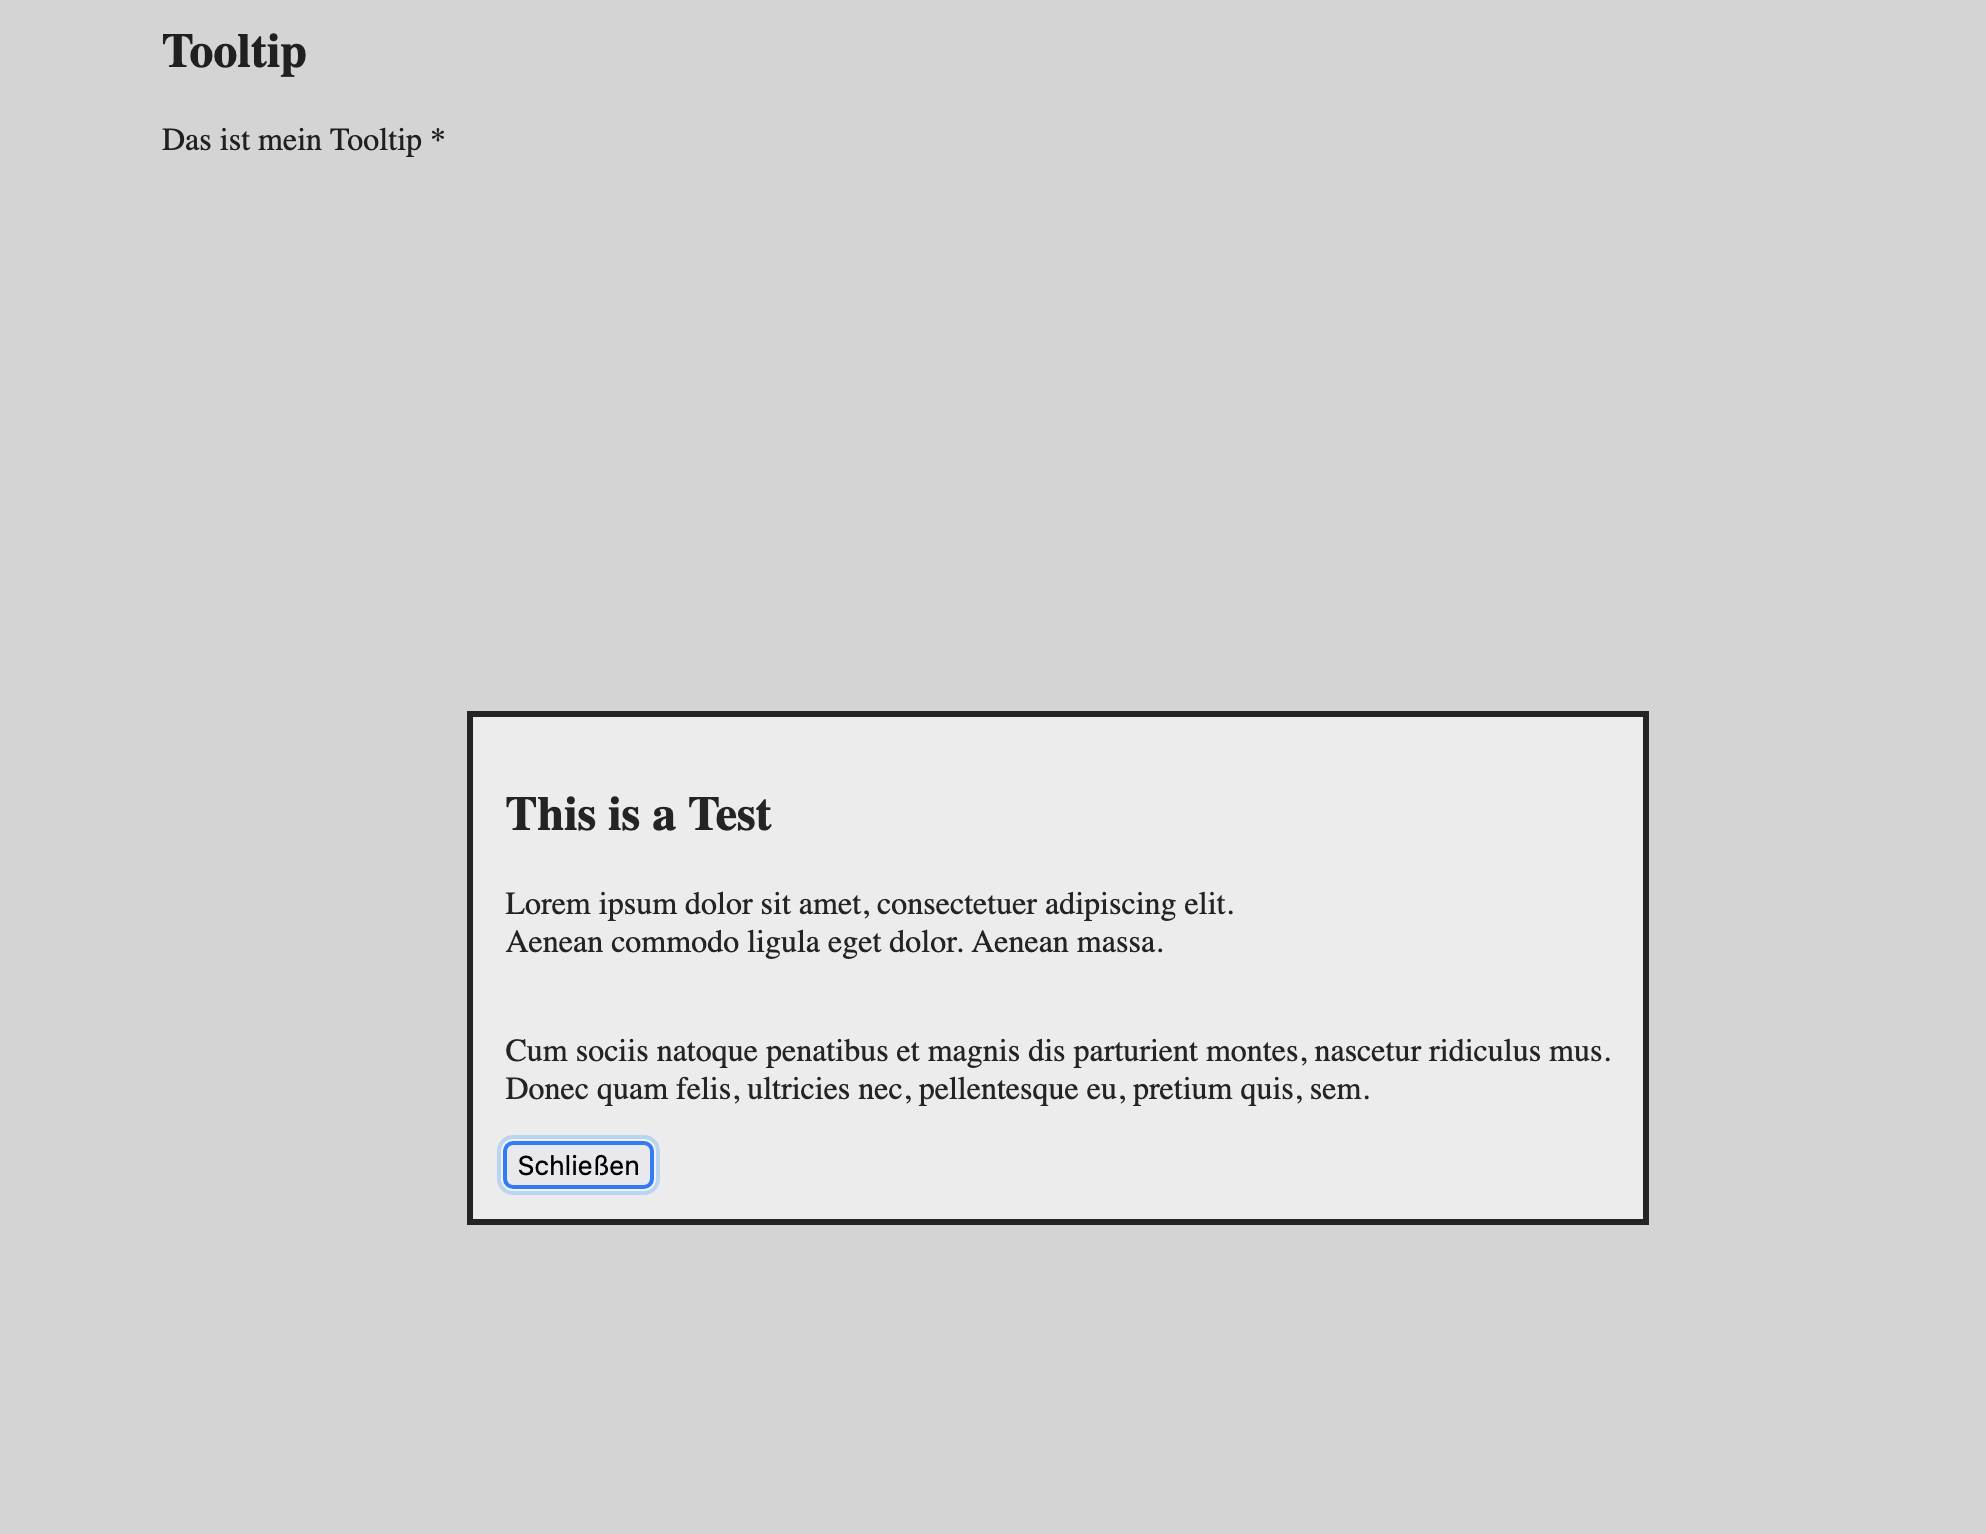 Tooltip
Das ist mein Tooltip *
This is a Test
Lorem ipsum dolor sit amet, consectetuer adipiscing elit.
Aenean commodo ligula eget dolor. Aenean massa.
Cum sociis natoque penatibus et magnis dis parturient montes, nascetur ridiculus mus.
Donec quam felis, ultricies nec, pellentesque eu, pretium quis, sem.
Schließen